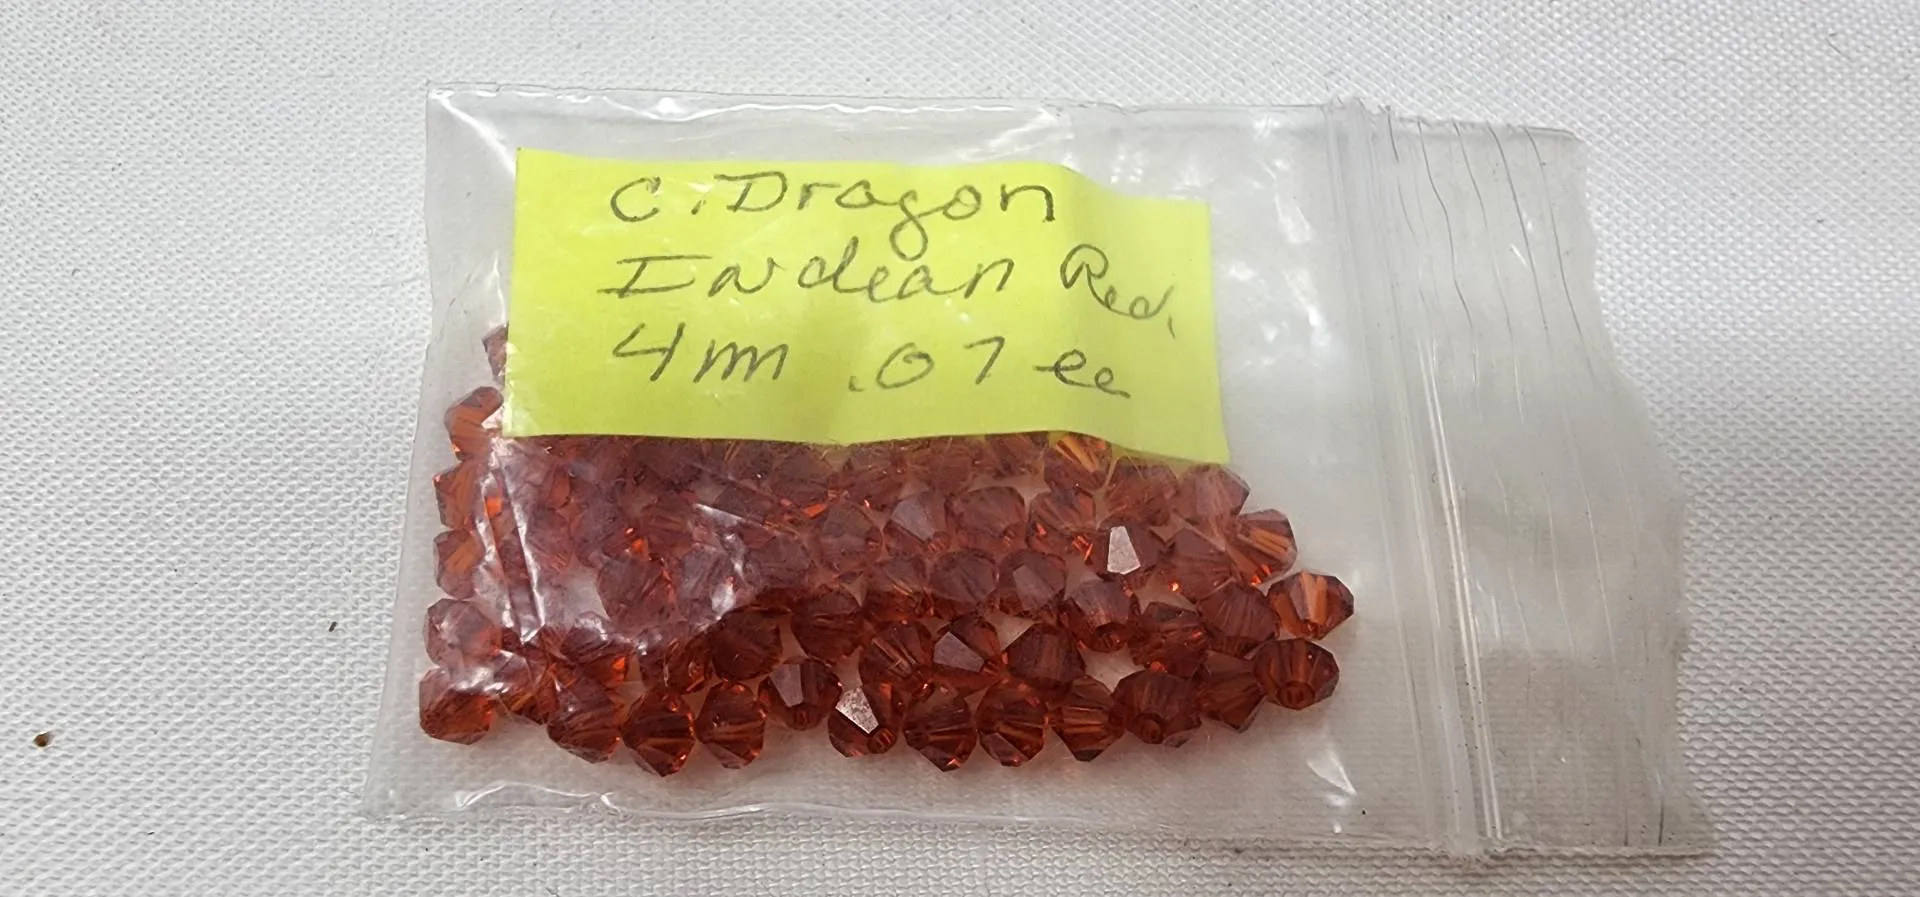 C. Dragon
Indean Red,
4m .07 ea